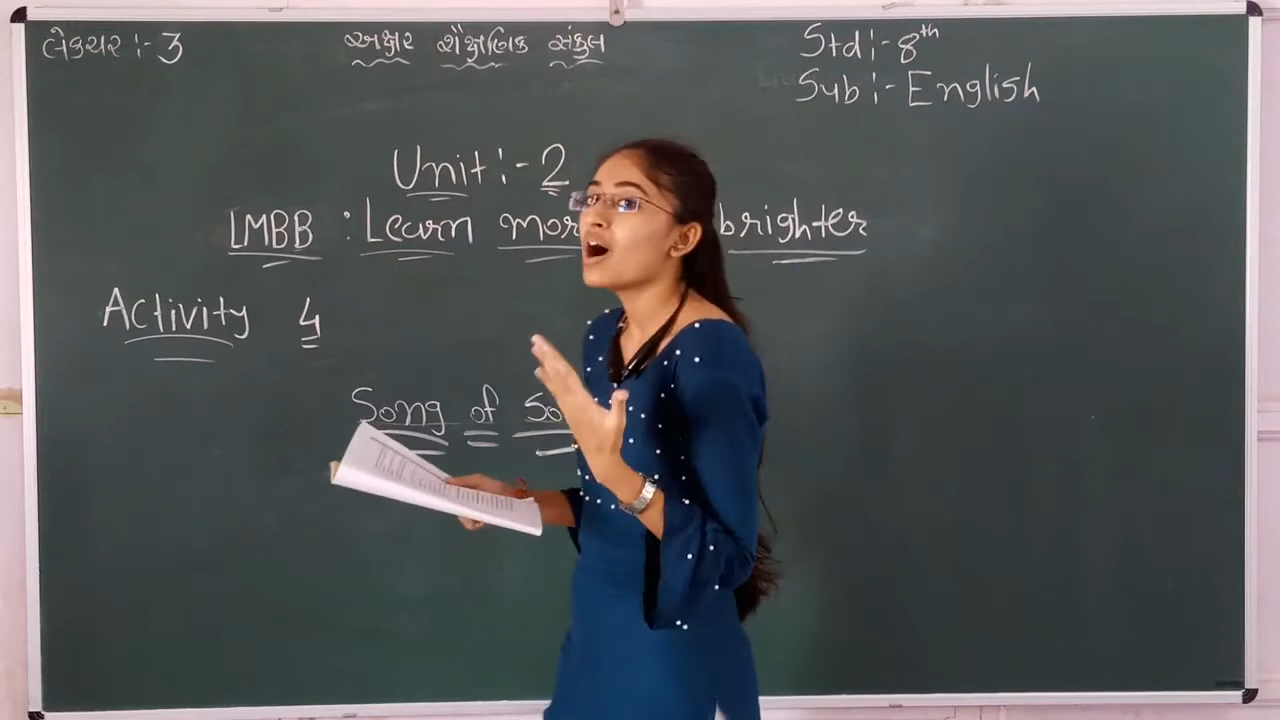 લેક્ચર :- 3
અક્ષર શૈક્ષણિક સંકુલ
Std :- 8th
Sub :- English
Unit :- 2
LMBB : Learn brighter
Activity 4
Song of